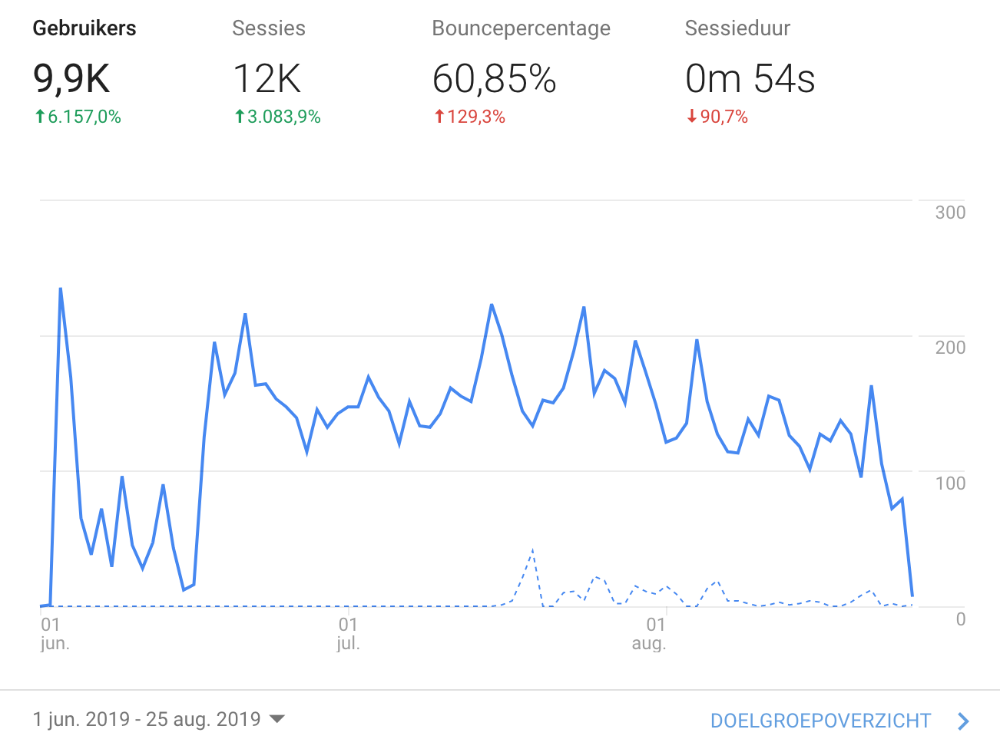 Gebruikers Sessies Bouncepercentage Sessieduur
9,9K 12K 60,85% 0m 54s
↑6.157,0% ↑3.083,9% ↑129,3% ↓90,7%
300
200
100
0
01 01 01
jun. jul. aug.
1 jun. 2019 - 25 aug. 2019 DOELGROEPOVERZICHT